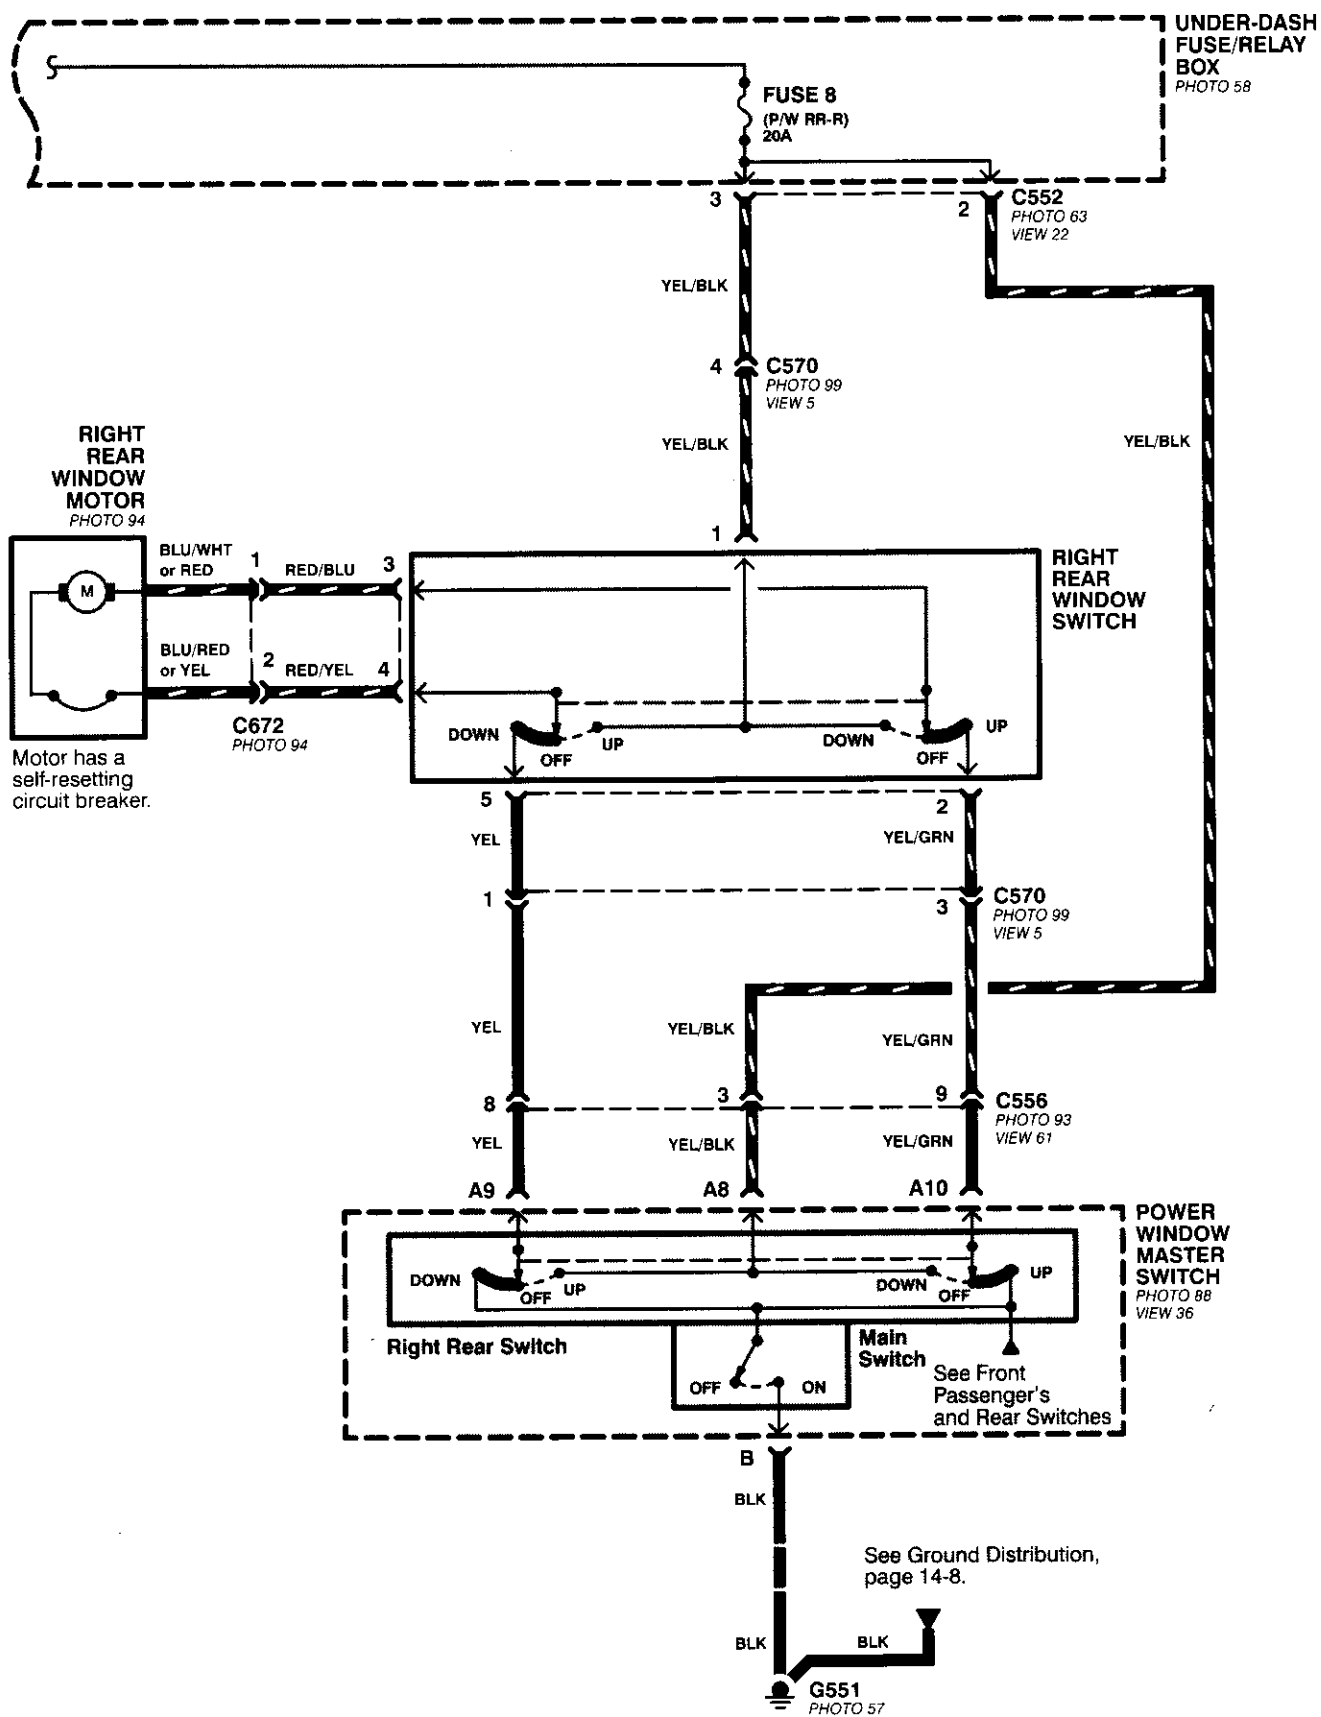 UNDER-DASH
FUSE/RELAY
BOX
PHOTO 58
FUSE 8
(P/W RR-R)
20A
3
2
C552
PHOTO 63
VIEW 22
YEL/BLK
4
C570
PHOTO 99
VIEW 5
YEL/BLK
YEL/BLK
RIGHT
REAR
WINDOW
MOTOR
PHOTO 94
1
BLU/WHT
or RED
1
RED/BLU
3
M
BLU/RED
or YEL
2
RED/YEL
4
C672
PHOTO 94
Motor has a
self-resetting
circuit breaker.
RIGHT
REAR
WINDOW
SWITCH
DOWN
OFF
UP
DOWN
OFF
UP
5
2
YEL
YEL/GRN
1
3
C570
PHOTO 99
VIEW 5
YEL
YEL/BLK
YEL/GRN
8
3
9
C556
PHOTO 93
VIEW 61
YEL
YEL/BLK
YEL/GRN
A9
A8
A10
POWER
WINDOW
MASTER
SWITCH
PHOTO 88
VIEW 36
DOWN
OFF
UP
DOWN
OFF
UP
Right Rear Switch
Main
Switch
OFF
ON
See Front
Passenger's
and Rear Switches
B
BLK
See Ground Distribution,
page 14-8.
BLK
BLK
G551
PHOTO 57